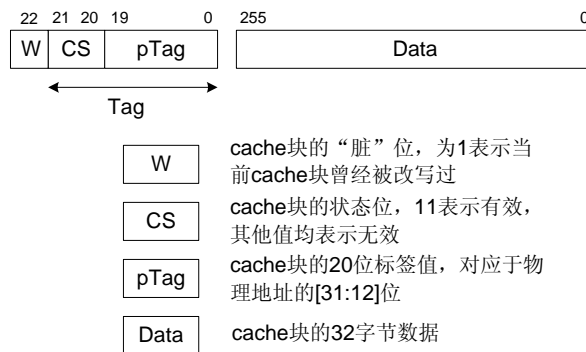 22 21 20 19 0 255 0
W CS pTag Data
Tag
W cache块的“脏”位，为1表示当
前cache块曾经被改写过
CS cache块的状态位，11表示有效，
其他值均表示无效
pTag cache块的20位标签值，对应于物
理地址的[31:12]位
Data cache块的32字节数据